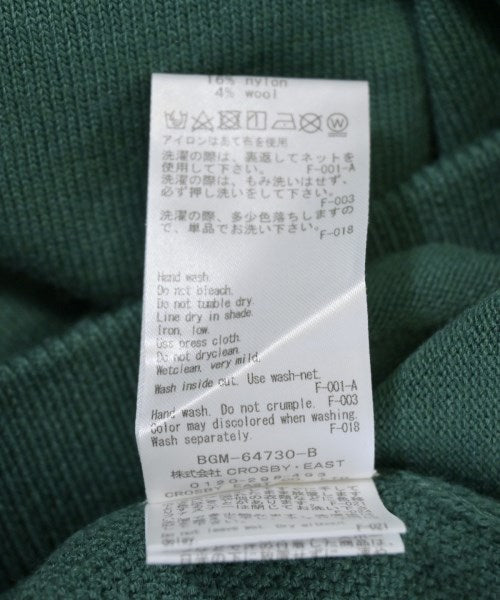 16% nylon
4% wool
アイロンはあて布を使用
洗濯の際は、裏返してネットを
使用して下さい。 F-001-A
洗濯の際は、もみ洗いはせず、
必ず押し洗いをして下さい。
F-003
洗濯の際、多少色落ちしますの
で、単品でお洗い下さい。
F-018
Hand wash.
Do not bleach.
Do not tumble dry.
Line dry in shade.
Iron, low.
Use press cloth.
Do not dryclean.
Wetclean, very mild.
Wash inside out. Use wash-net.
F-001-A
Hand wash. Do not crumple. F-003
Color may discolored when washing.
Wash separately. F-018
BGM-64730-B
株式会社 CROSBY・EAST
CROSBY EAST
F-021